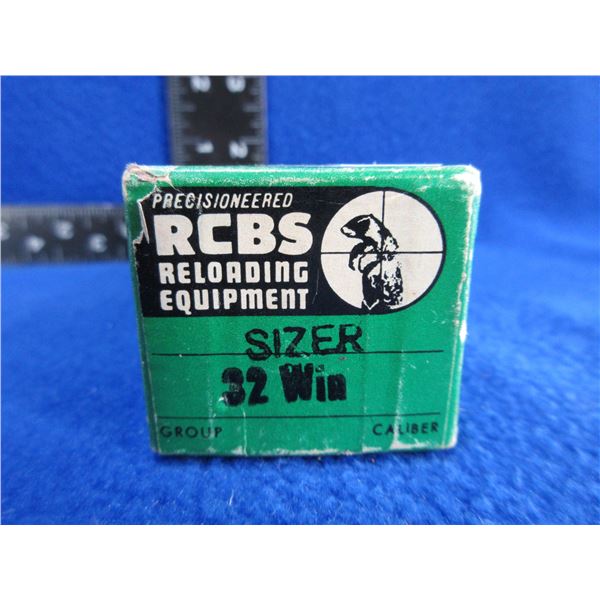 PRECISIONEERED
RCBS
RELOADING
EQUIPMENT
SIZER
32 Win
GROUP CALIBER